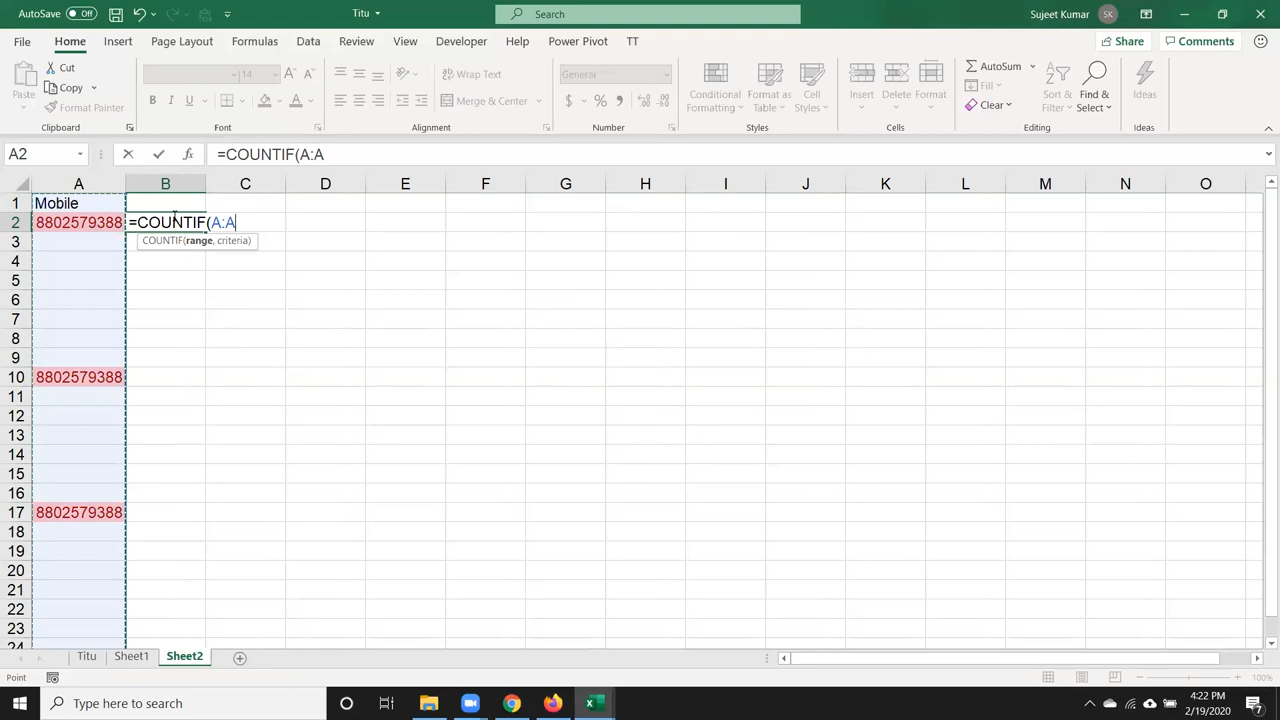 AutoSave Off Titu Search Sujeet Kumar SK
File Home Insert Draw Page Layout Formulas Data Review View Developer Help Power Pivot TT Share Comments
Cut
Copy
Format Painter
Paste
14
Wrap Text
Merge & Center
General
Conditional Formatting
Format as Table
Cell Styles
Insert Delete Format
AutoSum
Fill
Clear
Sort & Filter
Find & Select
Ideas
Clipboard Font Alignment Number Styles Cells Editing Ideas
A2 fx =COUNTIF(A:A
A B C D E F G H I J K L M N O
1 Mobile
2 8802579388 =COUNTIF(A:A
3 COUNTIF(range, criteria)
4
5
6
7
8
9
10 8802579388
11
12
13
14
15
16
17 8802579388
18
19
20
21
22
23
24
Titu Sheet1 Sheet2
Point 100%
Type here to search 4:22 PM
2/19/2020 7